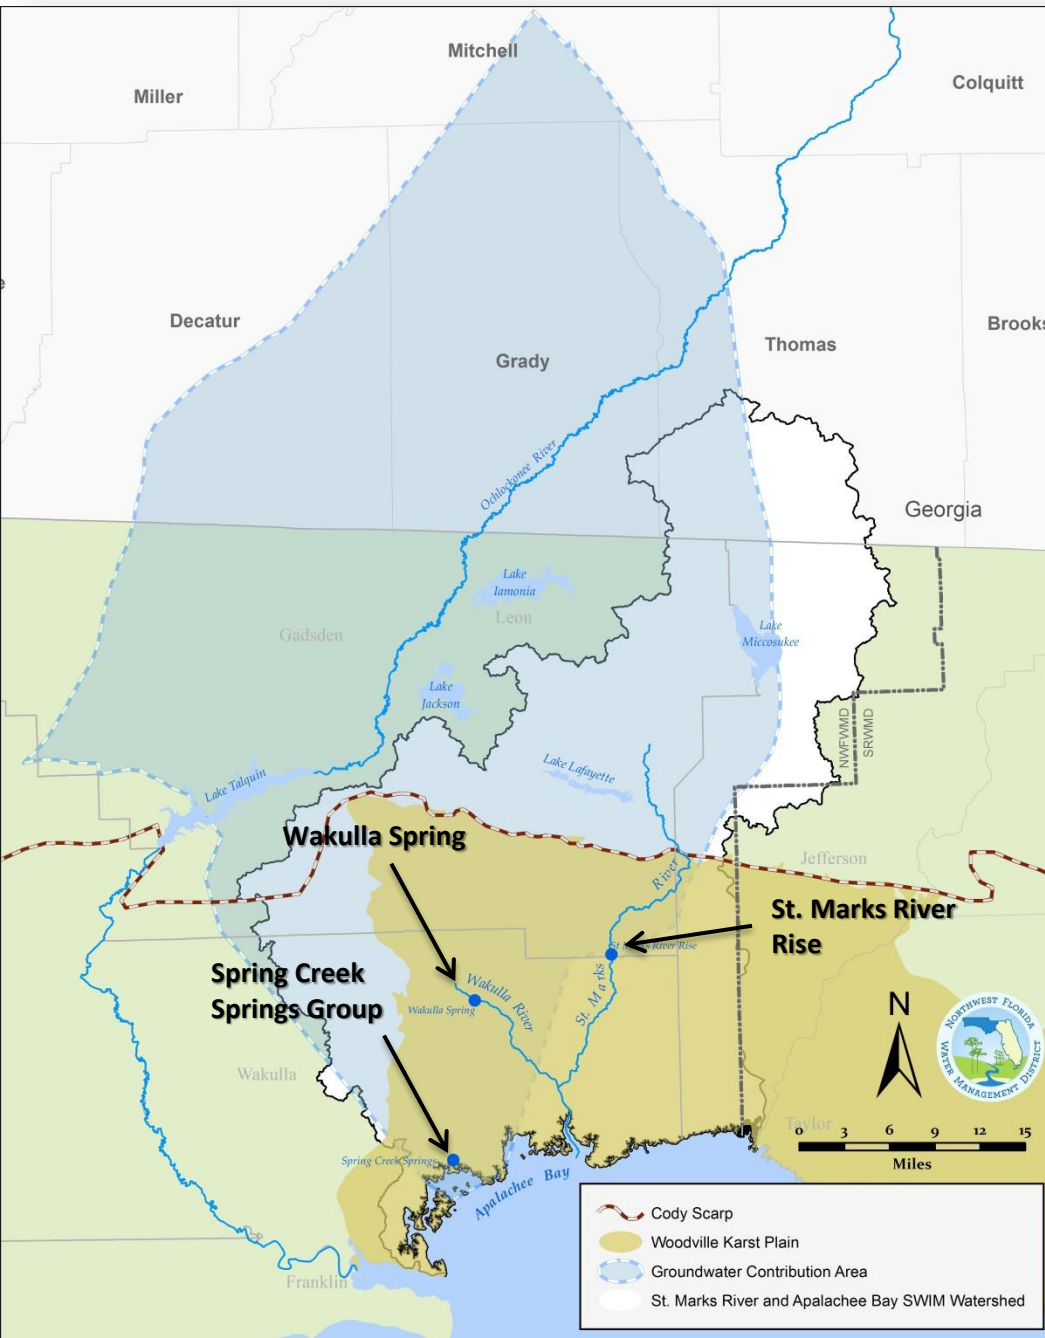 Mitchell
Miller
Colquitt
Decatur
Grady
Thomas
Brooks
Ochlockonee River
Georgia
Lake
Iamonia
Leon
Gadsden
Lake
Miccosukee
Lake
Jackson
NWFWMD
SRWMD
Lake Lafayette
Lake Talquin
Wakulla Spring
Jefferson
River
St. Marks River
Rise
St Marks River Rise
Spring Creek
Springs Group
Wakulla River
Wakulla Spring
St. Marks
N
NORTHWEST FLORIDA
WATER MANAGEMENT DISTRICT
Wakulla
Taylor
0 3 6 9 12 15
Miles
Spring Creek Springs
Apalachee Bay
Franklin
Cody Scarp
Woodville Karst Plain
Groundwater Contribution Area
St. Marks River and Apalachee Bay SWIM Watershed